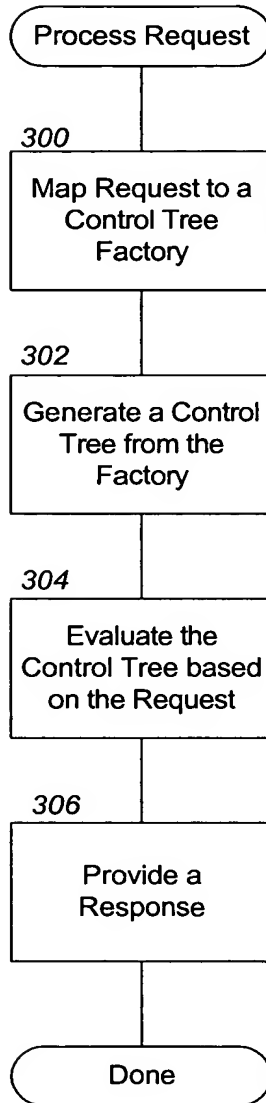 Process Request
300
Map Request to a
Control Tree
Factory
302
Generate a Control
Tree from the
Factory
304
Evaluate the
Control Tree based
on the Request
306
Provide a
Response
Done